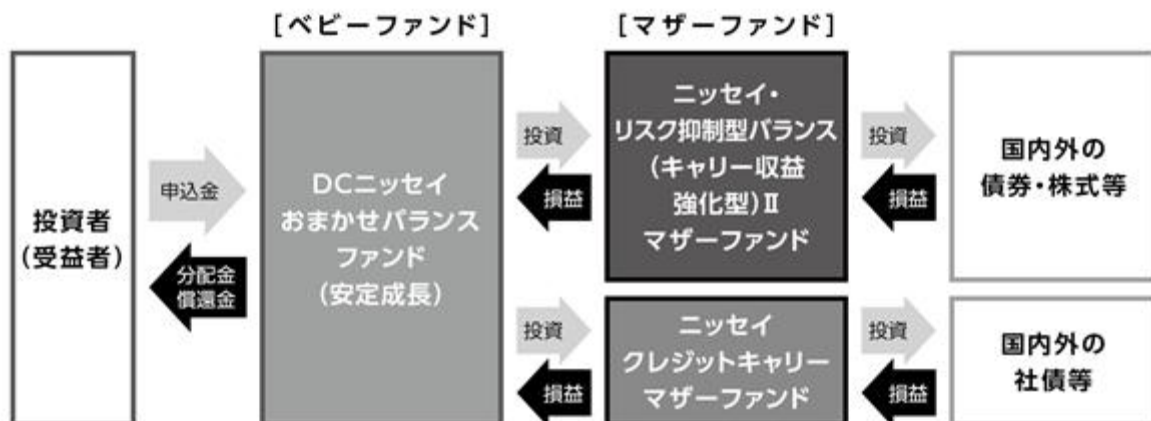 [ベビーファンド]
[マザーファンド]
投資者
(受益者)
申込金
分配金
償還金
DCニッセイ
おまかせバランス
ファンド
(安定成長)
投資
損益
ニッセイ・
リスク抑制型バランス
(キャリー収益
強化型)Ⅱ
マザーファンド
投資
損益
国内外の
債券・株式等
投資
損益
ニッセイ
クレジットキャリー
マザーファンド
投資
損益
国内外の
社債等